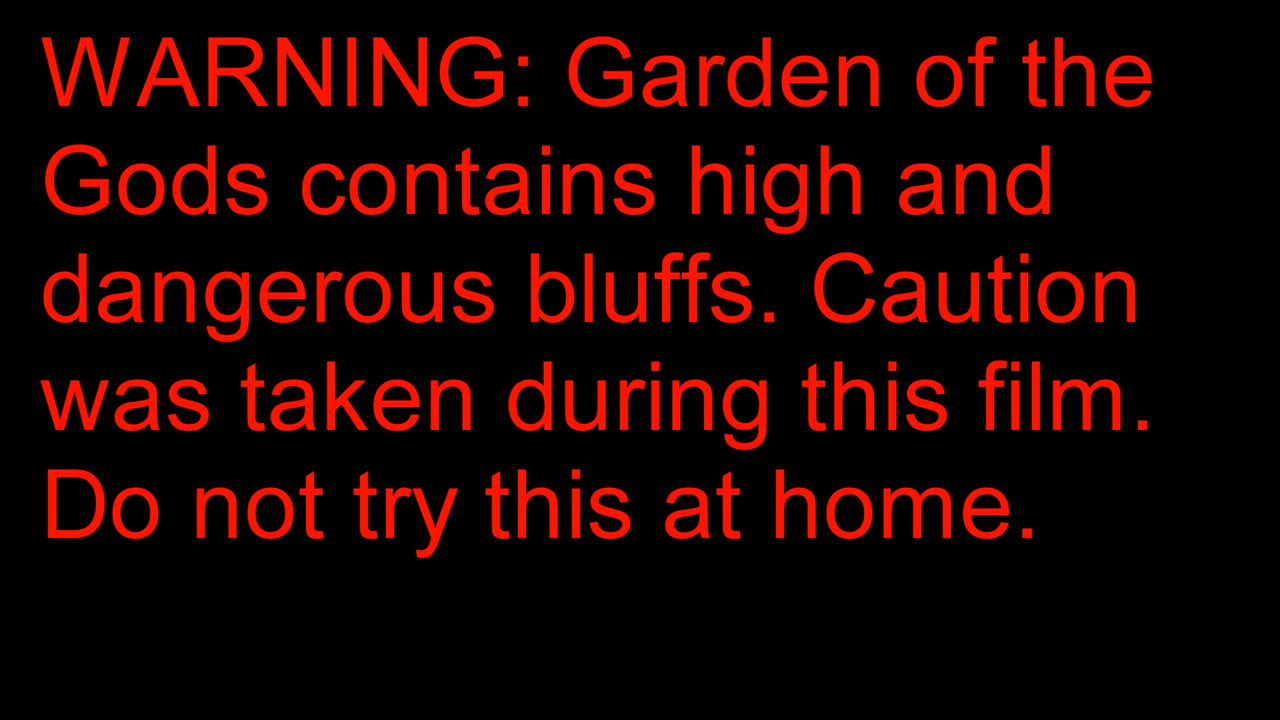 WARNING: Garden of the
Gods contains high and
dangerous bluffs. Caution
was taken during this film.
Do not try this at home.